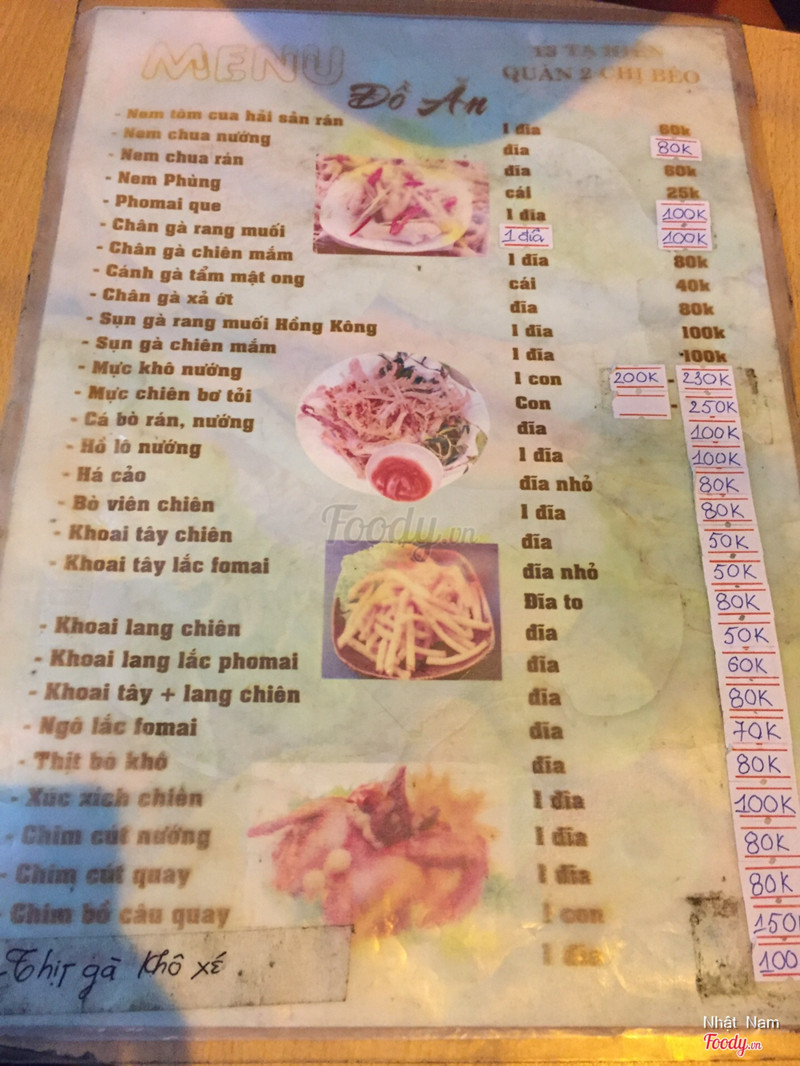 MENU
13 TẠ HIỆN
QUÁN 2 CHỊ BÉO
Đồ Ăn
- Nem tôm cua hải sản rán 1 đĩa 60k
- Nem chua nướng đĩa 80K
- Nem chua rán đĩa 60k
- Nem Phùng cái 25k
- Phomai que 1 đĩa 100K
- Chân gà rang muối 1 đĩa 100K
- Chân gà chiên mắm 1 đĩa 80k
- Cánh gà tẩm mật ong cái 40k
- Chân gà xả ớt đĩa 80k
- Sụn gà rang muối Hồng Kông 1 đĩa 100k
- Sụn gà chiên mắm 1 đĩa 100k
- Mực khô nướng 1 con 200K - 230K
- Mực chiên bơ tỏi Con - 250K
- Cá bò rán, nướng đĩa 100K
- Hồ lô nướng 1 đĩa 100K
- Há cảo đĩa nhỏ 80K
- Bò viên chiên 1 đĩa 80K
- Khoai tây chiên đĩa 50K
- Khoai tây lắc fomai đĩa nhỏ 50K
Đĩa to 80K
- Khoai lang chiên đĩa 50K
- Khoai lang lắc phomai đĩa 60K
- Khoai tây + lang chiên đĩa 80K
- Ngô lắc fomai đĩa 70K
- Thịt bò khô đĩa 80K
- Xúc xích chiên 1 đĩa 100K
- Chim cút nướng 1 đĩa 80K
- Chim cút quay 1 đĩa 80K
- Chim bồ câu quay 1 con 150K
- Thịt gà khô xé 1 đĩa 100
Foody.vn
Nhật Nam
Foody.vn